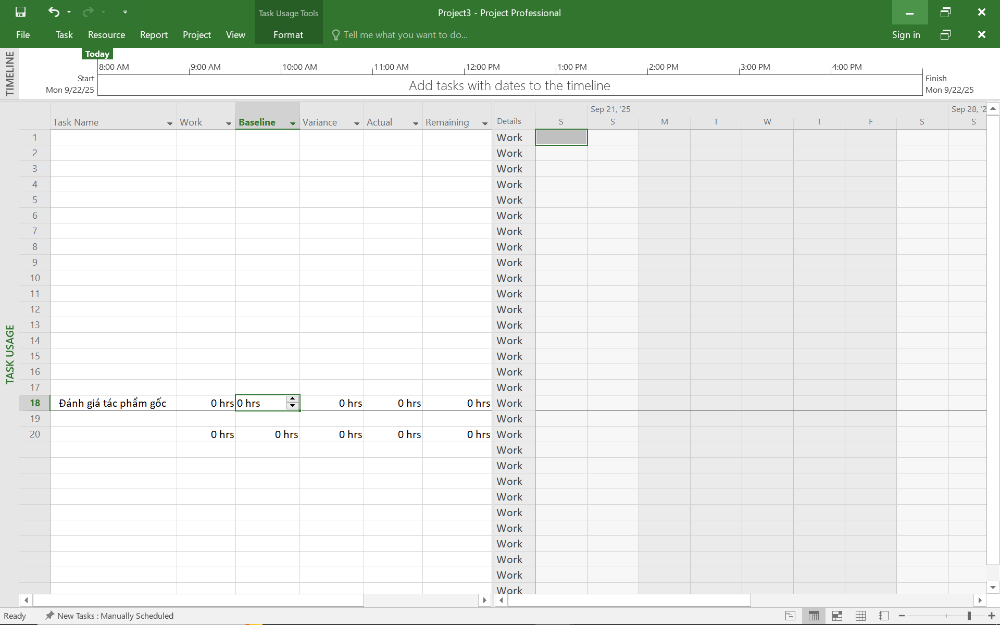 Task Usage Tools
Project3 - Project Professional
File Task Resource Report Project View Format Tell me what you want to do... Sign in
TIMELINE
Today
8:00 AM 9:00 AM 10:00 AM 11:00 AM 12:00 PM 1:00 PM 2:00 PM 3:00 PM 4:00 PM
Start
Mon 9/22/25
Add tasks with dates to the timeline
Finish
Mon 9/22/25
TASK USAGE
Sep 21, '25 Sep 28, '2
Task Name Work Baseline Variance Actual Remaining Details S S M T W T F S S
1 Work
2 Work
3 Work
4 Work
5 Work
6 Work
7 Work
8 Work
9 Work
10 Work
11 Work
12 Work
13 Work
14 Work
15 Work
16 Work
17 Work
18 Đánh giá tác phẩm gốc 0 hrs 0 hrs 0 hrs 0 hrs 0 hrs Work
19 Work
20 0 hrs 0 hrs 0 hrs 0 hrs 0 hrs Work
Work
Work
Work
Work
Work
Work
Work
Work
Work
Work
Ready New Tasks : Manually Scheduled